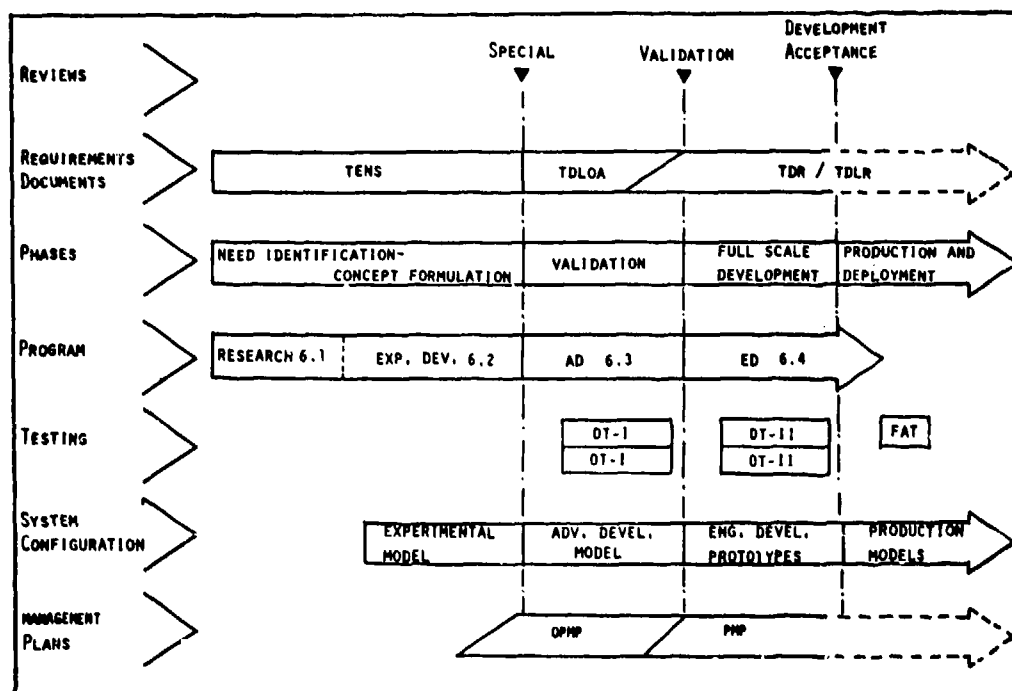 DEVELOPMENT
SPECIAL VALIDATION ACCEPTANCE
REVIEWS
REQUIREMENTS
DOCUMENTS
TENS TDLOA TDR / TDLR
PHASES
NEED IDENTIFICATION-
CONCEPT FORMULATION
VALIDATION
FULL SCALE
DEVELOPMENT
PRODUCTION AND
DEPLOYMENT
PROGRAM
RESEARCH 6.1 EXP. DEV. 6.2 AD 6.3 ED 6.4
TESTING
DT-I
OT-I
DT-II
OT-II
FAT
SYSTEM
CONFIGURATION
EXPERIMENTAL
MODEL
ADV. DEVEL.
MODEL
ENG. DEVEL.
PROTOTYPES
PRODUCTION
MODELS
MANAGEMENT
PLANS
OPMP PMP